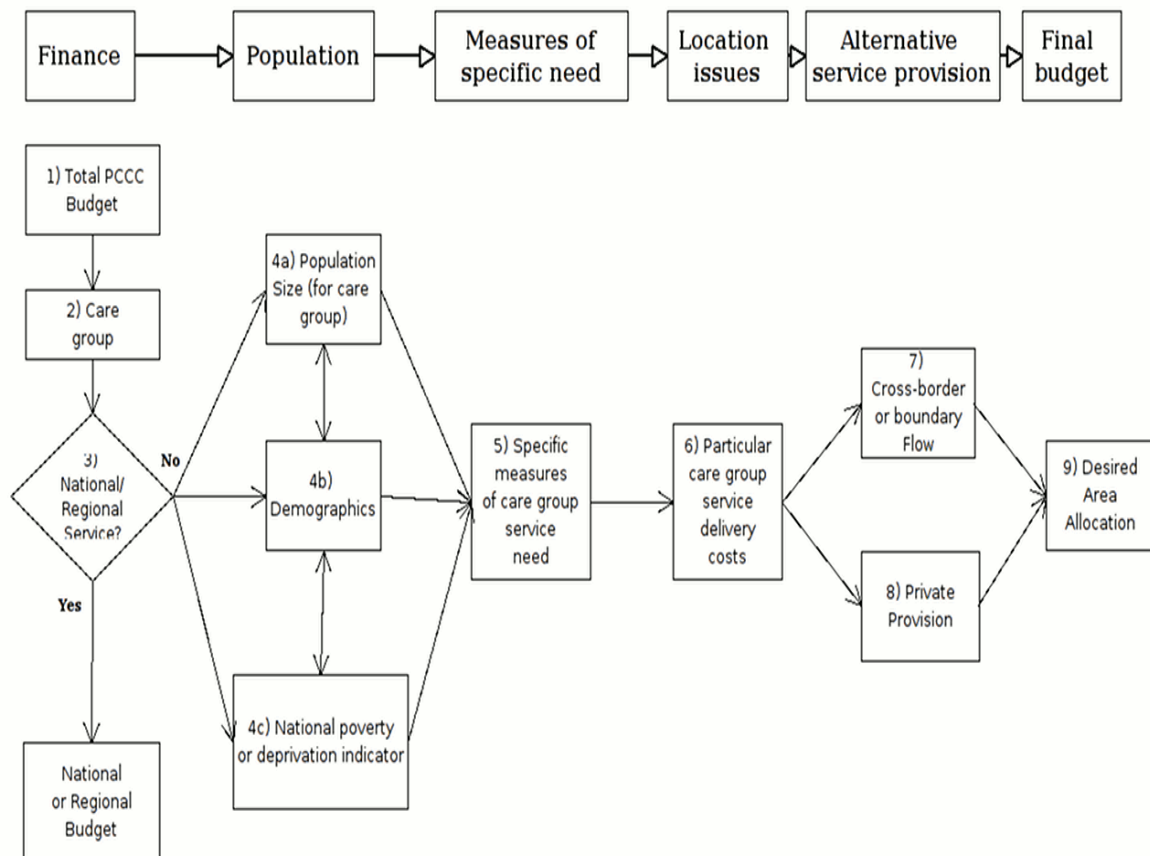 Finance
Population
Measures of
specific need
Location
issues
Alternative
service provision
Final
budget
1) Total PCCC
Budget
2) Care
group
3)
National/
Regional
Service?
No
Yes
National
or Regional
Budget
4a) Population
Size (for care
group)
4b)
Demographics
4c) National poverty
or deprivation indicator
5) Specific
measures
of care group
service
need
6) Particular
care group
service
delivery
costs
7)
Cross-border
or boundary
Flow
8) Private
Provision
9) Desired
Area
Allocation